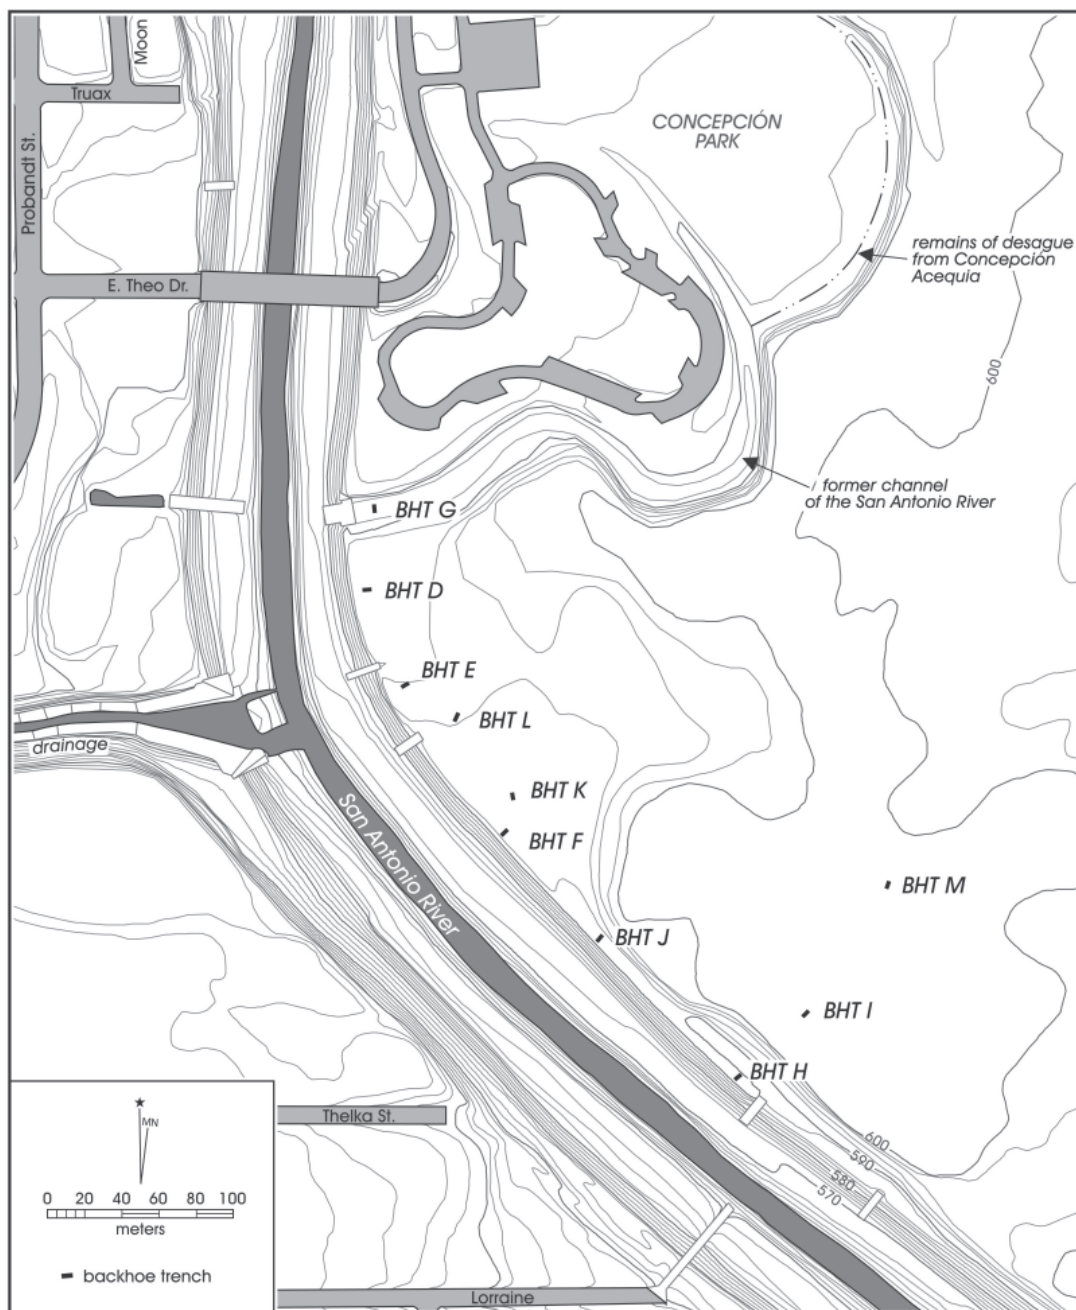 Moon
Truax
Probandt St.
CONCEPCIÓN
PARK
remains of desague
from Concepción
Acequia
E. Theo Dr.
600
former channel
of the San Antonio River
BHT G
BHT D
BHT E
BHT L
drainage
BHT K
BHT F
San Antonio River
BHT M
BHT J
BHT I
BHT H
600
590
580
570
Thelka St.
MN
0 20 40 60 80 100
meters
backhoe trench
Lorraine